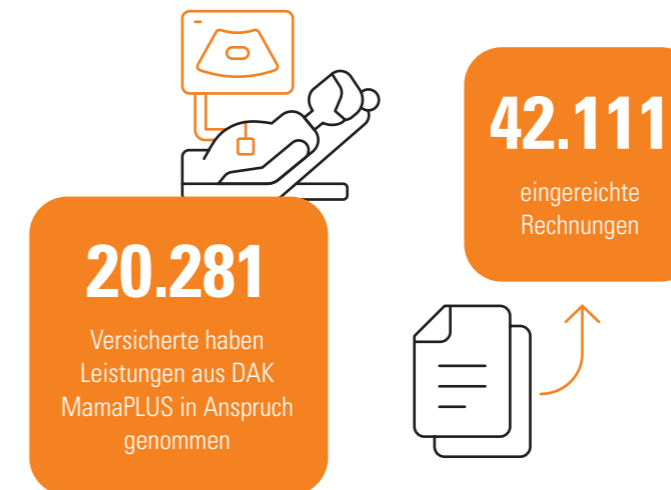 42.111
eingereichte
Rechnungen
20.281
Versicherte haben
Leistungen aus DAK
MamaPLUS in Anspruch
genommen